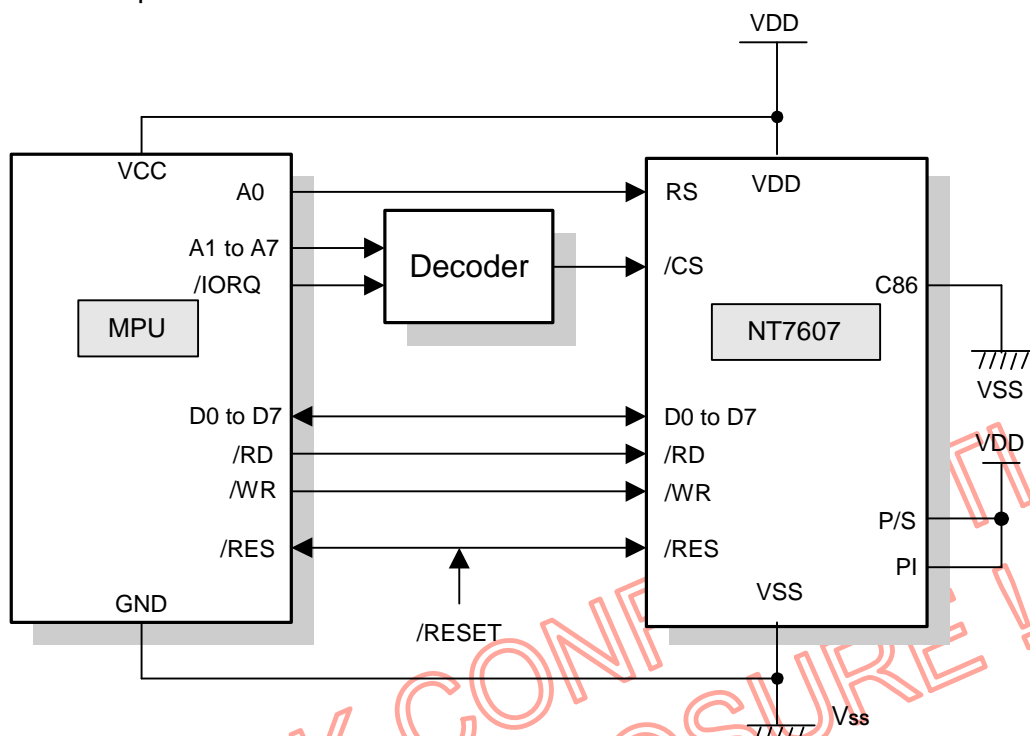 VDD
VCC
A0
A1 to A7
/IORQ
MPU
D0 to D7
/RD
/WR
/RES
GND
Decoder
/RESET
RS
VDD
/CS
C86
NT7607
D0 to D7
/RD
/WR
/RES
P/S
PI
VSS
VSS
VDD
Vss